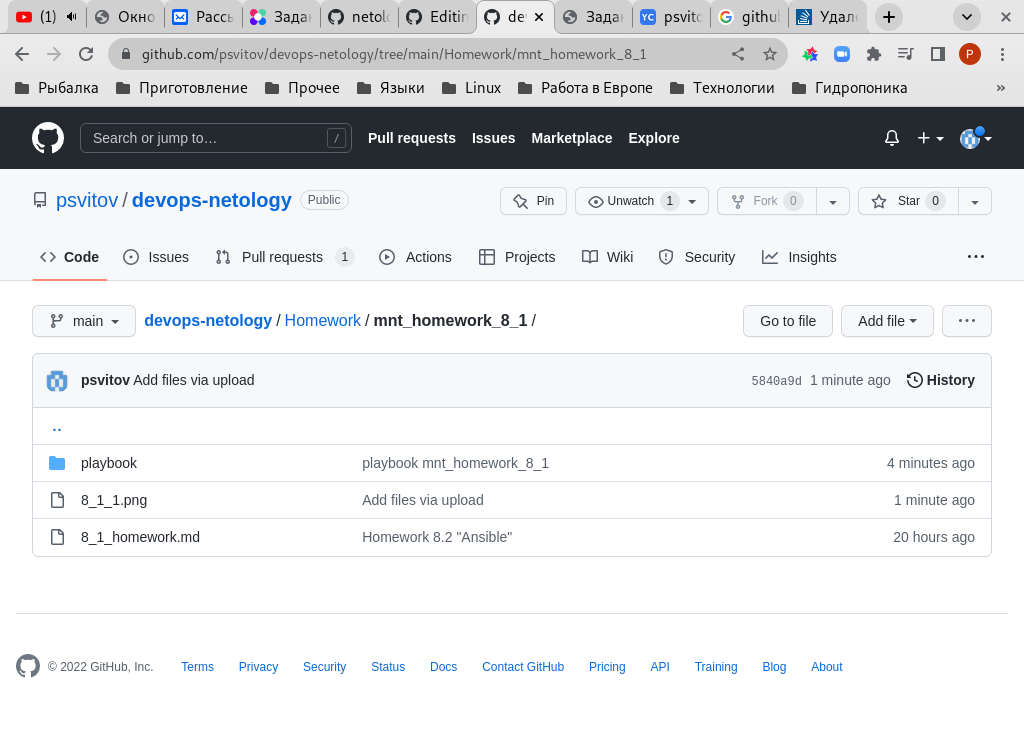 (1) Окно Рассь Задан netolo Editin dev Задан psvito githu Удале
github.com/psvitov/devops-netology/tree/main/Homework/mnt_homework_8_1 P
Рыбалка Приготовление Прочее Языки Linux Работа в Европе Технологии Гидропоника »
Search or jump to… / Pull requests Issues Marketplace Explore
psvitov / devops-netology Public Pin Unwatch 1 Fork 0 Star 0
Code Issues Pull requests 1 Actions Projects Wiki Security Insights
main devops-netology / Homework / mnt_homework_8_1 / Go to file Add file
psvitov Add files via upload 5840a9d 1 minute ago History
..
playbook playbook mnt_homework_8_1 4 minutes ago
8_1_1.png Add files via upload 1 minute ago
8_1_homework.md Homework 8.2 "Ansible" 20 hours ago
© 2022 GitHub, Inc. Terms Privacy Security Status Docs Contact GitHub Pricing API Training Blog About